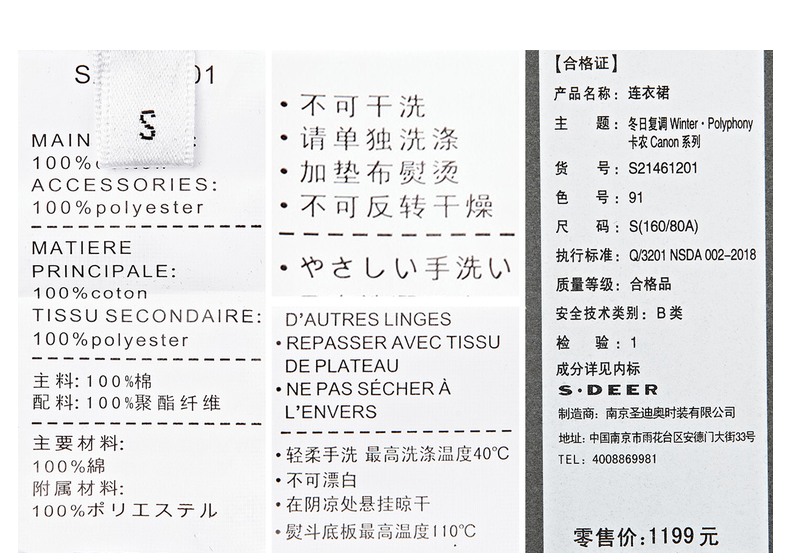 S
01
S
MAIN
100%
ACCESSORIES:
100%polyester
MATIERE
PRINCIPALE:
100%coton
TISSU SECONDAIRE:
100%polyester
主料:100%棉
配料:100%聚酯纤维
主要材料:
100%綿
附属材料:
100%ポリエステル
•不可干洗
•请单独洗涤
•加垫布熨烫
•不可反转干燥
•やさしい手洗い
D'AUTRES LINGES
•REPASSER AVEC TISSU
DE PLATEAU
•NE PAS SÉCHER À
L'ENVERS
•轻柔手洗 最高洗涤温度40℃
•不可漂白
•在阴凉处悬挂晾干
•熨斗底板最高温度110℃
【合格证】
产品名称: 连衣裙
主 题: 冬日复调 Winter·Polyphony
卡农 Canon 系列
货 号: S21461201
色 号: 91
尺 码: S(160/80A)
执行标准: Q/3201 NSDA 002-2018
质量等级: 合格品
安全技术类别: B 类
检 验: 1
成分详见内标
S·DEER
制造商: 南京圣迪奥时装有限公司
地址: 中国南京市雨花台区安德门大街33号
TEL: 4008869981
零售价:1199 元